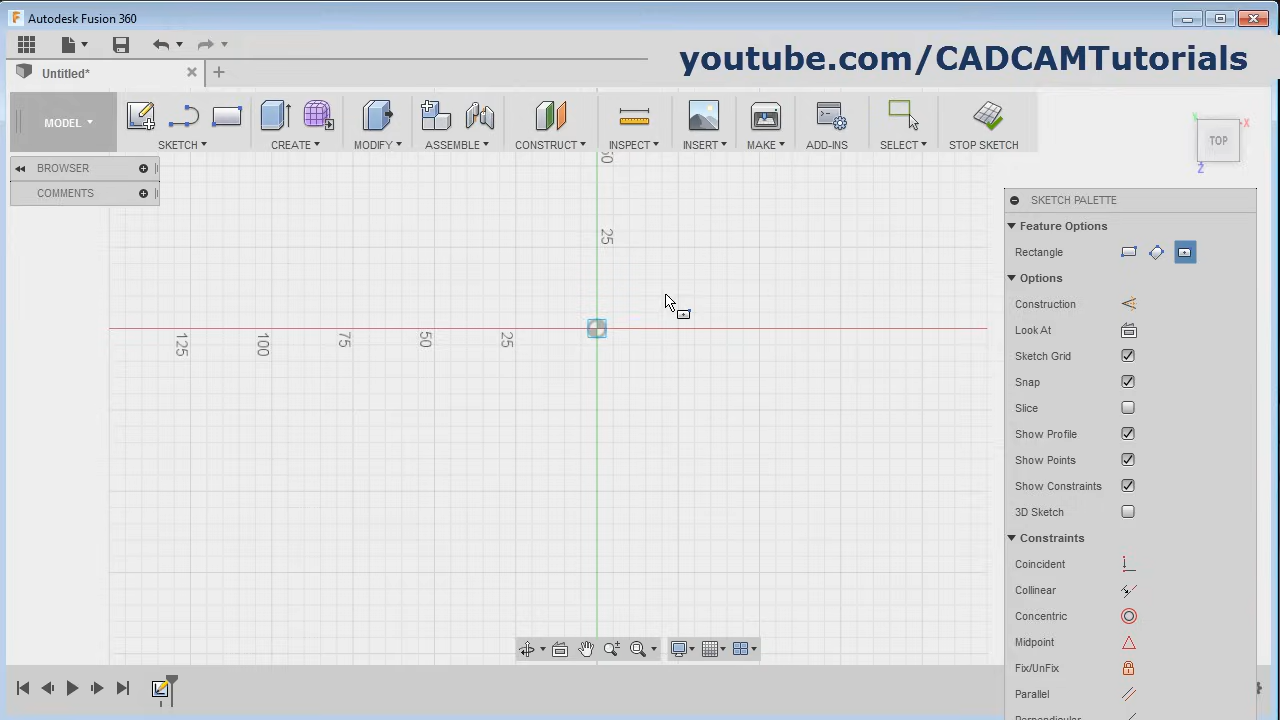 Autodesk Fusion 360
youtube.com/CADCAMTutorials
Untitled*
MODEL
SKETCH
CREATE
MODIFY
ASSEMBLE
CONSTRUCT
INSPECT
INSERT
MAKE
ADD-INS
SELECT
STOP SKETCH
TOP
X
Y
Z
BROWSER
COMMENTS
25
125
100
75
50
25
SKETCH PALETTE
Feature Options
Rectangle
Options
Construction
Look At
Sketch Grid
Snap
Slice
Show Profile
Show Points
Show Constraints
3D Sketch
Constraints
Coincident
Collinear
Concentric
Midpoint
Fix/UnFix
Parallel